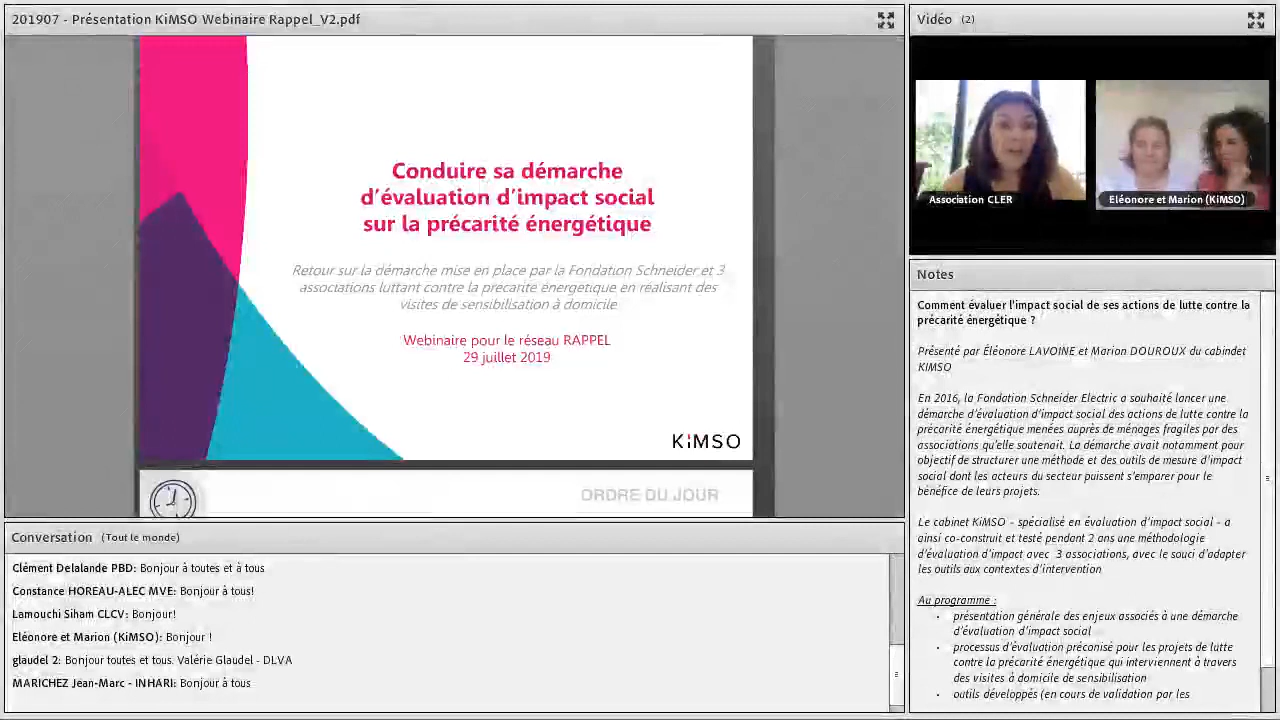 201907 - Présentation KiMSO Webinaire Rappel_V2.pdf
Conduire sa démarche
d'évaluation d'impact social
sur la précarité énergétique
Retour sur la démarche mise en place par la Fondation Schneider et 3
associations luttant contre la précarité énergétique en réalisant des
visites de sensibilisation à domicile
Webinaire pour le réseau RAPPEL
29 juillet 2019
KiMSO
ORDRE DU JOUR
Vidéo (2)
Association CLER
Eléonore et Marion (KiMSO)
Notes
Comment évaluer l'impact social de ses actions de lutte contre la
précarité énergétique ?
Présenté par Eléonore LAVOINE et Marion DOUROUX du cabindet
KIMSO
En 2016, la Fondation Schneider Electric a souhaité lancer une
démarche d'évaluation d'impact social des actions de lutte contre la
précarité énergétique menées auprès de ménages fragiles par des
associations qu'elle soutenait. La démarche avait notamment pour
objectif de structurer une méthode et des outils de mesure d'impact
social dont les acteurs du secteur puissent s'emparer pour le
bénéfice de leurs projets.
Le cabinet KiMSO - spécialisé en évaluation d'impact social - a
ainsi co-construit et testé pendant 2 ans une méthodologie
d'évaluation d'impact avec 3 associations, avec le souci d'adapter
les outils aux contextes d'intervention
Au programme :
• présentation générale des enjeux associés à une démarche
d'évaluation d'impact social
• processus d'évaluation préconisé pour les projets de lutte
contre la précarité énergétique qui interviennent à travers
des visites à domicile de sensibilisation
• outils développés (en cours de validation par les
Conversation (Tout le monde)
Clément Delalande PBD: Bonjour à toutes et à tous
Constance HOREAU-ALEC MVE: Bonjour à tous!
Lamouchi Siham CLCV: Bonjour!
Eléonore et Marion (KiMSO): Bonjour !
glaudel 2: Bonjour toutes et tous. Valérie Glaudel - DLVA
MARICHEZ Jean-Marc - INHARI: Bonjour à tous